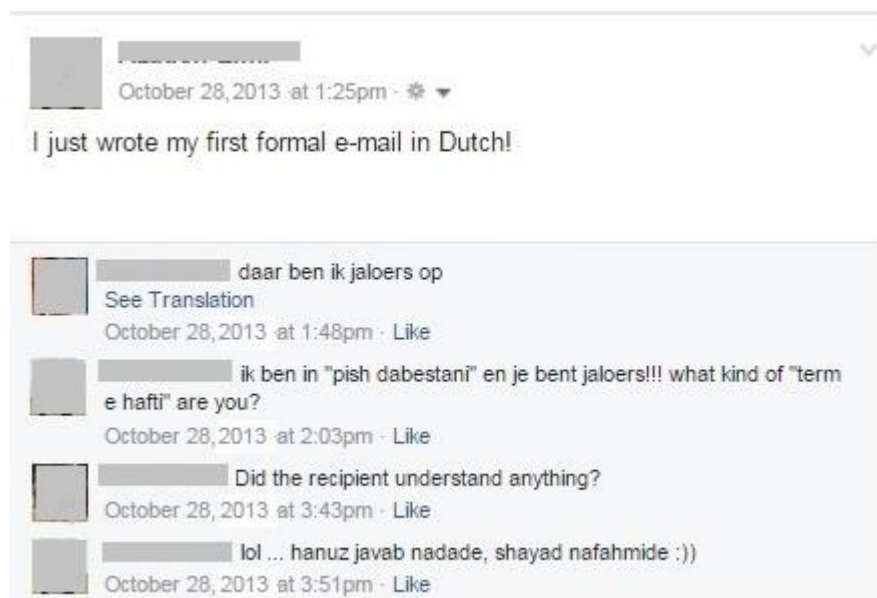 October 28, 2013 at 1:25pm ·
I just wrote my first formal e-mail in Dutch!
daar ben ik jaloers op
See Translation
October 28, 2013 at 1:48pm · Like
ik ben in "pish dabestani" en je bent jaloers!!! what kind of "term
e hafti" are you?
October 28, 2013 at 2:03pm · Like
Did the recipient understand anything?
October 28, 2013 at 3:43pm · Like
lol ... hanuz javab nadade, shayad nafahmide :))
October 28, 2013 at 3:51pm · Like